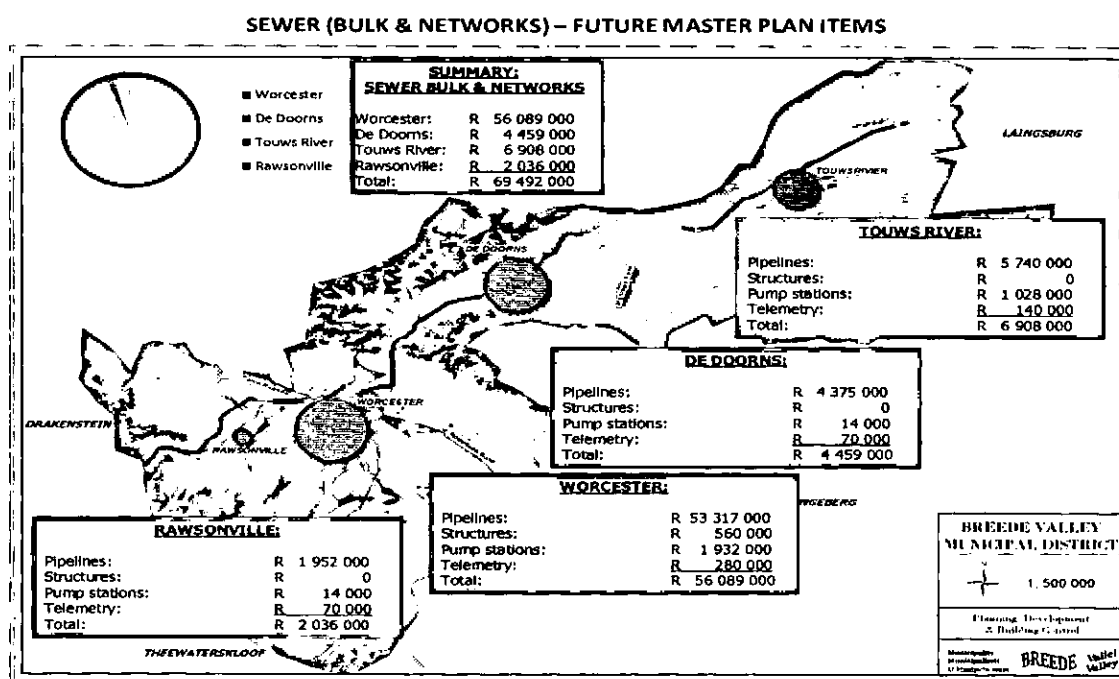 SEWER (BULK & NETWORKS) – FUTURE MASTER PLAN ITEMS
Worcester
De Doorns
Touws River
Rawsonville
SUMMARY:
SEWER BULK & NETWORKS
Worcester: R 56 089 000
De Doorns: R 4 459 000
Touws River: R 6 908 000
Rawsonville: R 2 036 000
Total: R 69 492 000
LAINGSBURG
TOUWSRIVIER
TOUWS RIVER:
Pipelines: R 5 740 000
Structures: R 0
Pump stations: R 1 028 000
Telemetry: R 140 000
Total: R 6 908 000
DE DOORNS
DE DOORNS:
Pipelines: R 4 375 000
Structures: R 0
Pump stations: R 14 000
Telemetry: R 70 000
Total: R 4 459 000
WORCESTER
DRAKENSTEIN
RAWSONVILLE
WORCESTER:
Pipelines: R 53 317 000
Structures: R 560 000
Pump stations: R 1 932 000
Telemetry: R 280 000
Total: R 56 089 000
RGEBERG
RAWSONVILLE:
Pipelines: R 1 952 000
Structures: R 0
Pump stations: R 14 000
Telemetry: R 70 000
Total: R 2 036 000
THEEWATERSKLOOF
BREEDE VALLEY
MUNICIPAL DISTRICT
N
1: 500 000
Planning, Development
& Building Control
BREEDE Vallei
Valley